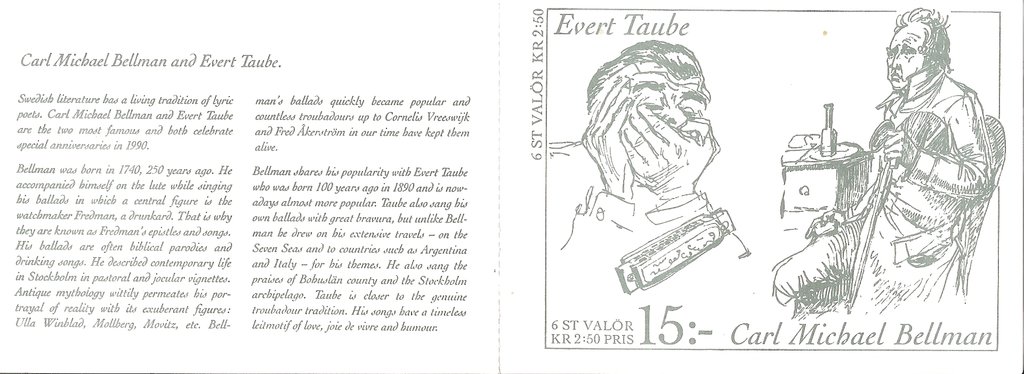 Carl Michael Bellman and Evert Taube.
Swedish literature has a living tradition of lyric
poets. Carl Michael Bellman and Evert Taube
are the two most famous and both celebrate
special anniversaries in 1990.
Bellman was born in 1740, 250 years ago. He
accompanied himself on the lute while singing
his ballads in which a central figure is the
watchmaker Fredman, a drunkard. That is why
they are known as Fredman's epistles and songs.
His ballads are often biblical parodies and
drinking songs. He described contemporary life
in Stockholm in pastoral and jocular vignettes.
Antique mythology wittily permeates his por-
trayal of reality with its exuberant figures:
Ulla Winblad, Mollberg, Movitz, etc. Bell-
man's ballads quickly became popular and
countless troubadours up to Cornelis Vreeswijk
and Fred Åkerström in our time have kept them
alive.
Bellman shares his popularity with Evert Taube
who was born 100 years ago in 1890 and is now-
adays almost more popular. Taube also sang his
own ballads with great bravura, but unlike Bell-
man he drew on his extensive travels – on the
Seven Seas and to countries such as Argentina
and Italy – for his themes. He also sang the
praises of Bohuslän county and the Stockholm
archipelago. Taube is closer to the genuine
troubadour tradition. His songs have a timeless
leitmotif of love, joie de vivre and humour.
6 ST VALÖR KR 2:50
Evert Taube
6 ST VALÖR
KR 2:50 PRIS
15:-
Carl Michael Bellman